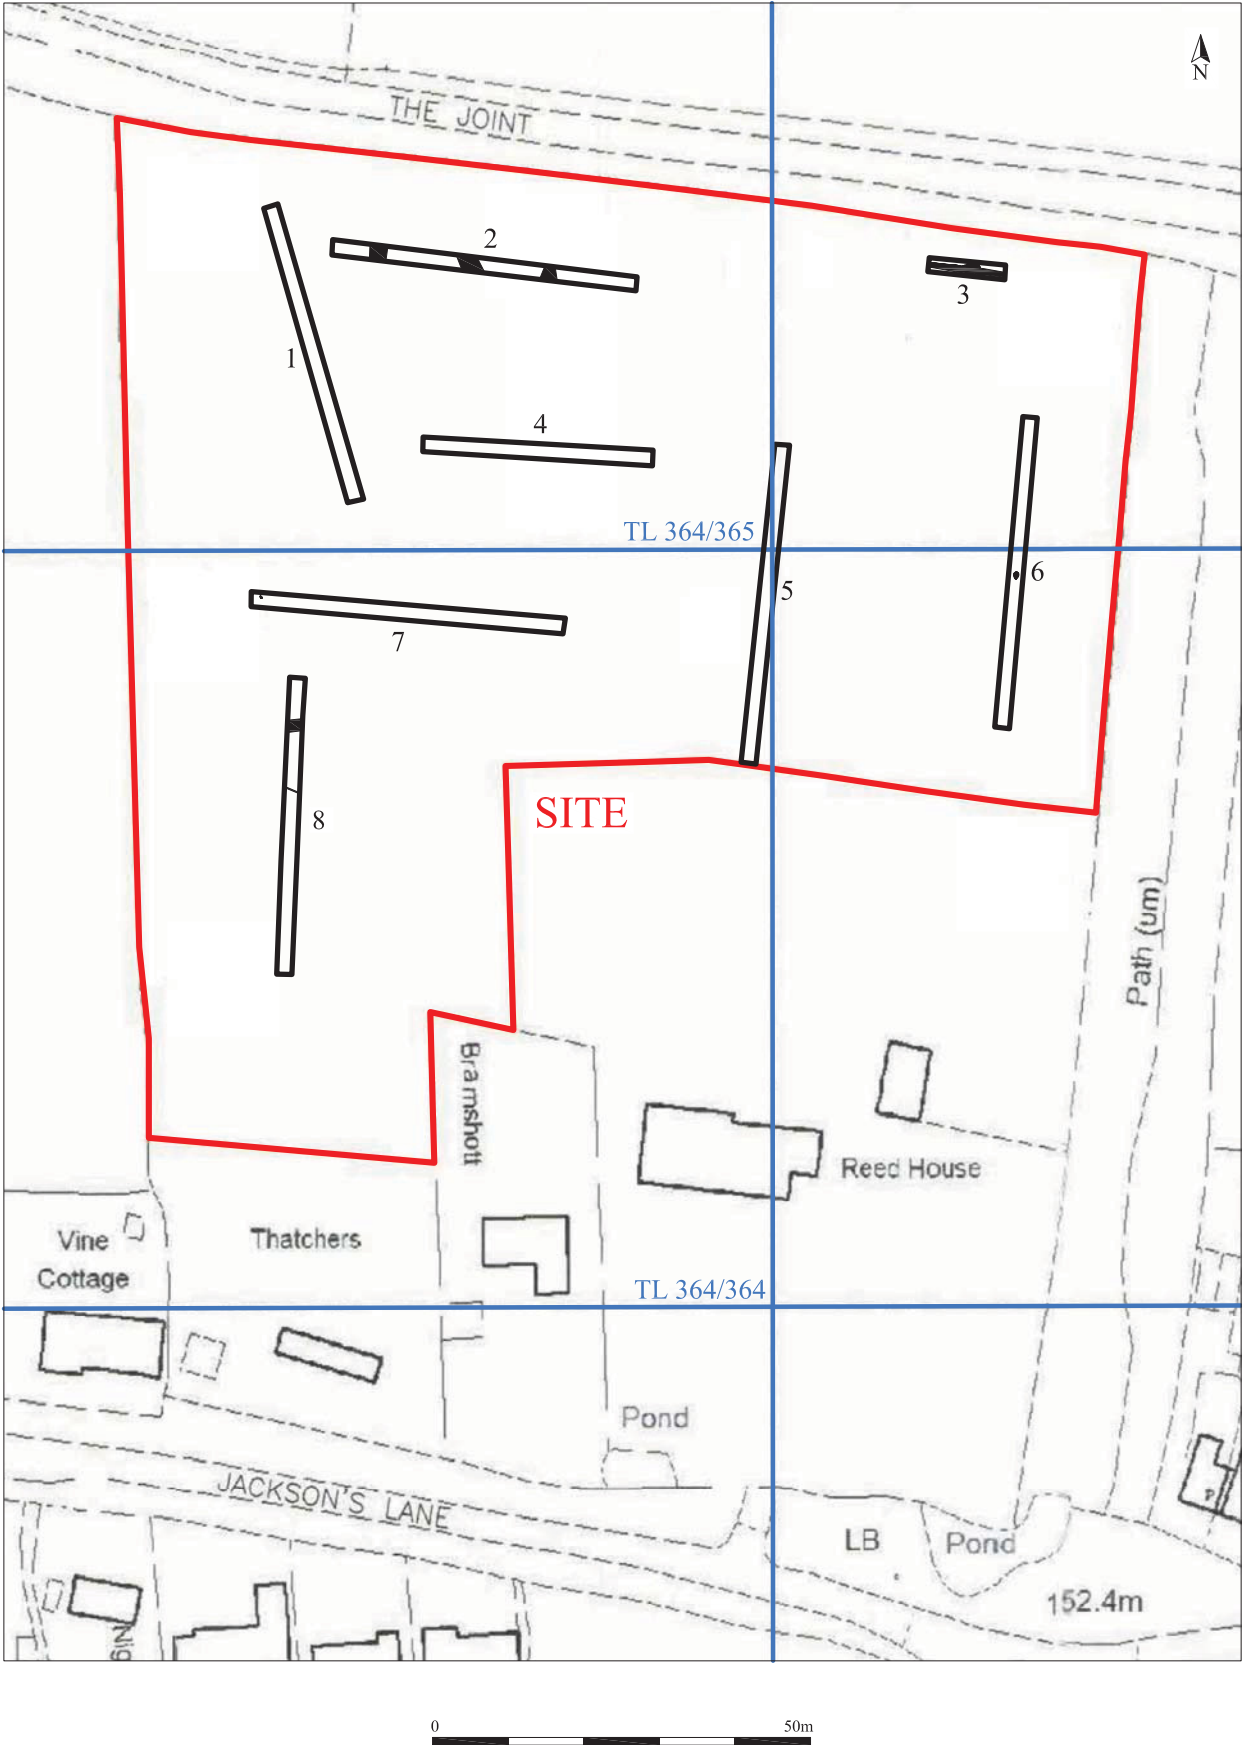 N
THE JOINT
2
3
1
4
TL 364/365
6
5
7
SITE
8
Path (um)
Bramshott
Reed House
Vine
Cottage
Thatchers
TL 364/364
Pond
JACKSON'S LANE
P
LB
Pond
152.4m
Nig
0 50m